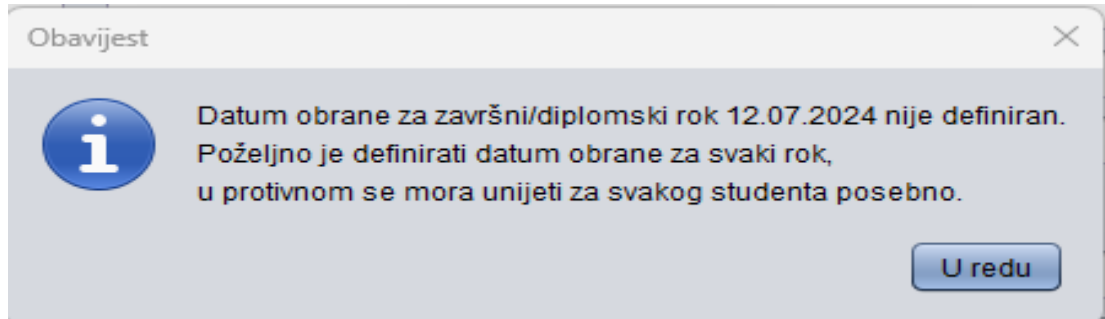 Obavijest
Datum obrane za završni/diplomski rok 12.07.2024 nije definiran.
Poželjno je definirati datum obrane za svaki rok,
u protivnom se mora unijeti za svakog studenta posebno.
U redu